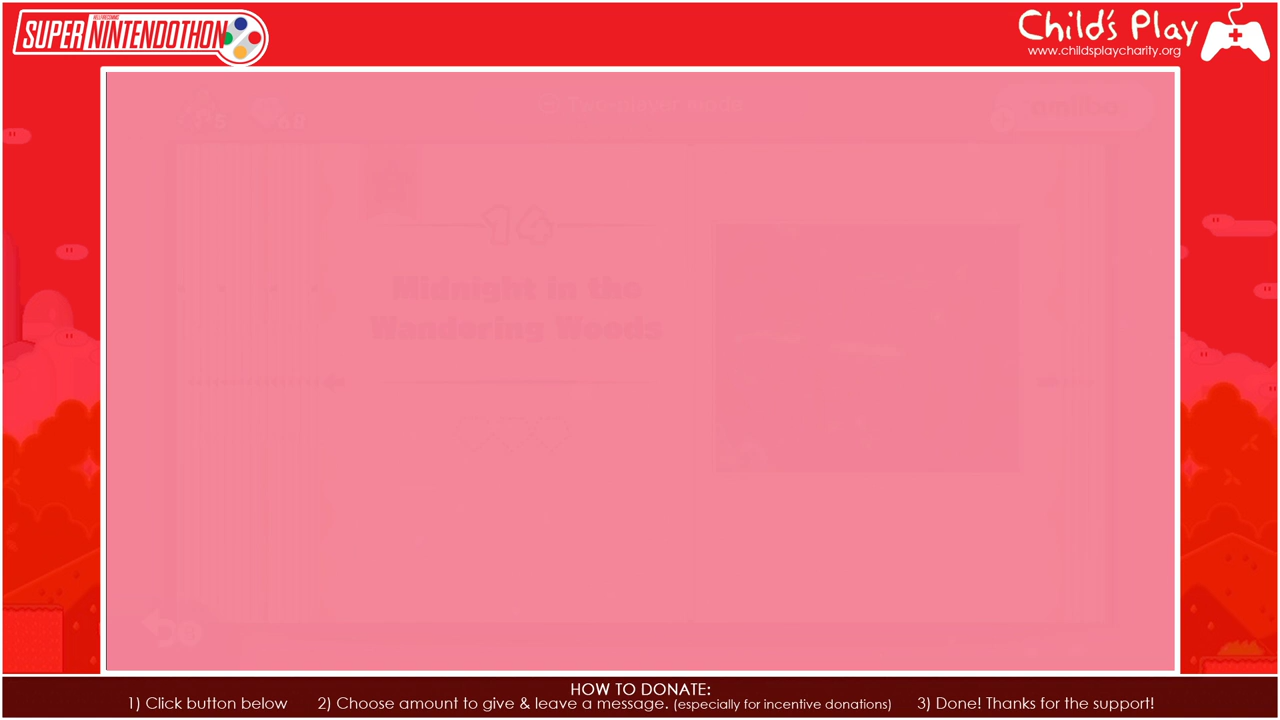 SUPER NINTENDOTHON
Child's Play
www.childsplaycharity.org
Two-player mode
amiibo
14
Midnight in the
Wandering Woods
HOW TO DONATE:
1) Click button below 2) Choose amount to give & leave a message. (especially for incentive donations) 3) Done! Thanks for the support!